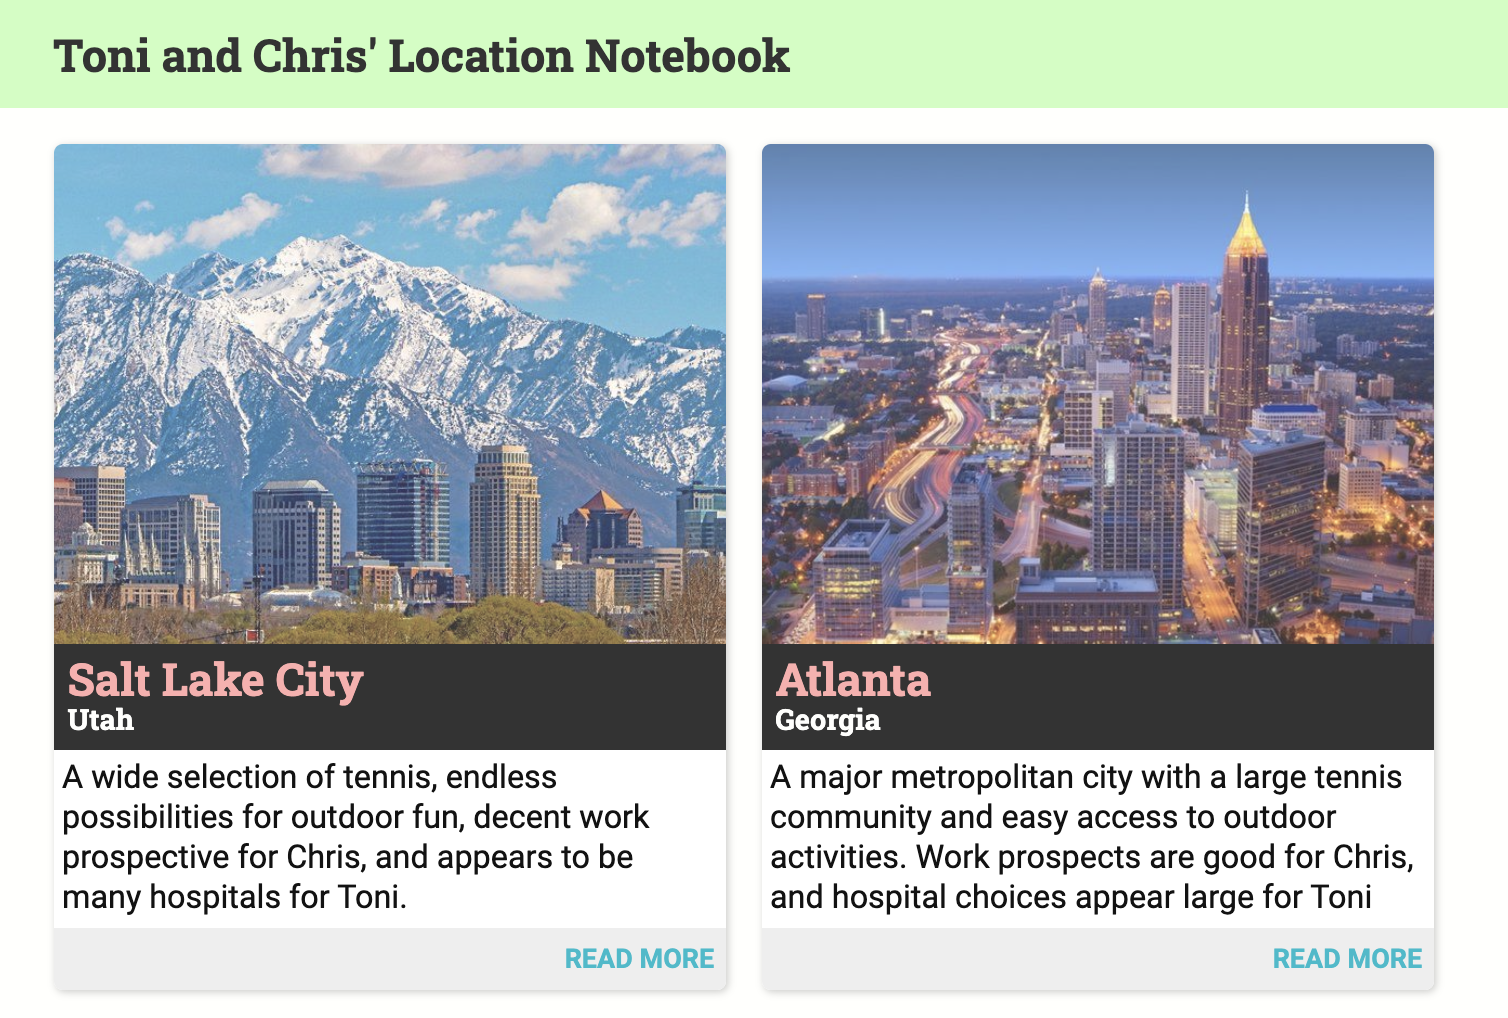 Toni and Chris' Location Notebook
Salt Lake City
Utah
A wide selection of tennis, endless
possibilities for outdoor fun, decent work
prospective for Chris, and appears to be
many hospitals for Toni.
READ MORE
Atlanta
Georgia
A major metropolitan city with a large tennis
community and easy access to outdoor
activities. Work prospects are good for Chris,
and hospital choices appear large for Toni
READ MORE